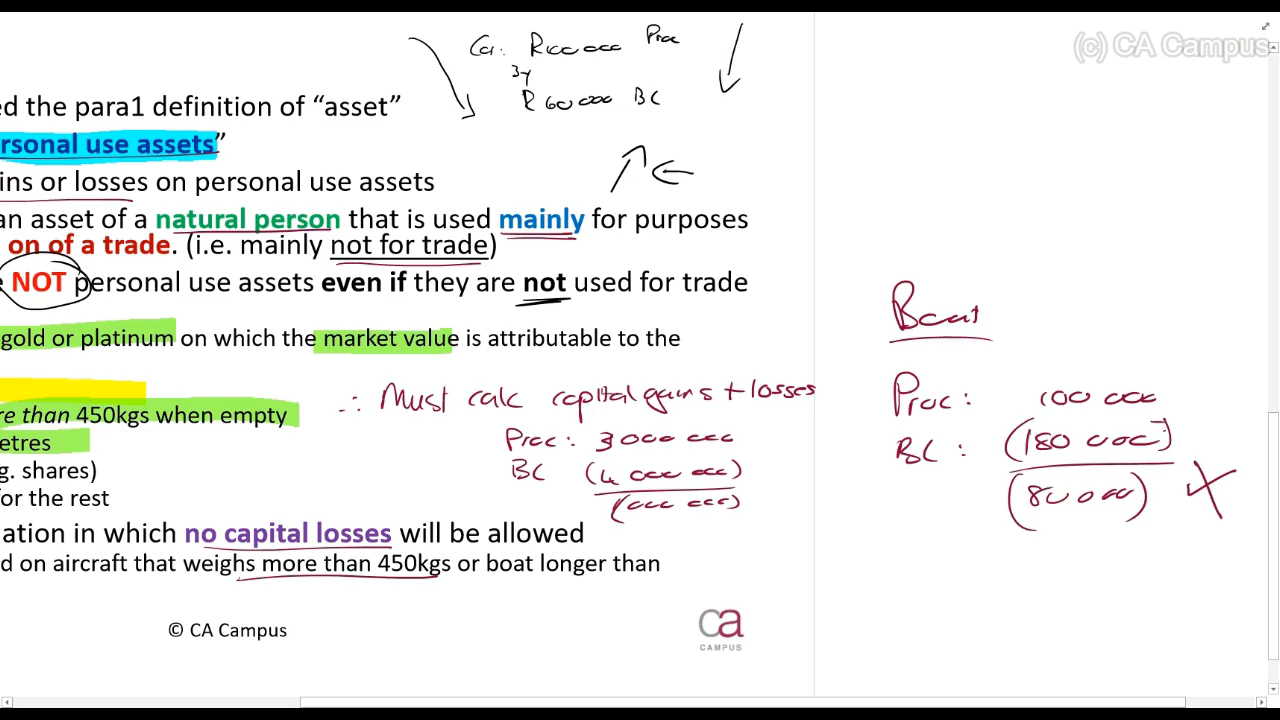 (c) CA Campus
R100 000 Proc
3y
R 60 000 BC
ed the para1 definition of “asset”
ersonal use assets”
ins or losses on personal use assets
an asset of a natural person that is used mainly for purposes
on of a trade. (i.e. mainly not for trade)
e NOT personal use assets even if they are not used for trade
gold or platinum on which the market value is attributable to the
re than 450kgs when empty
etres
g. shares)
for the rest
ation in which no capital losses will be allowed
d on aircraft that weighs more than 450kgs or boat longer than
∴ Must calc capital gains + losses
Proc: 3 000 000
BC (4 000 000)
(000 000)
Boat
Proc: 100 000
BC: (180 000)
(80 000)
© CA Campus
ca
CAMPUS